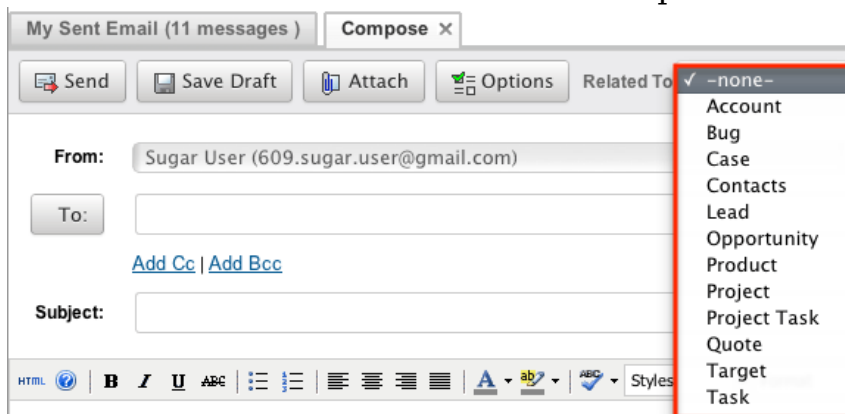 My Sent Email (11 messages ) Compose ×
Send Save Draft Attach Options Related To ✓ -none-
Account
Bug
Case
From: Sugar User (609.sugar.user@gmail.com)
Contacts
To:
Lead
Opportunity
Add Cc | Add Bcc
Product
Project
Subject:
Project Task
Quote
HTML B I U ABC A ab ABC Styles
Target
Task